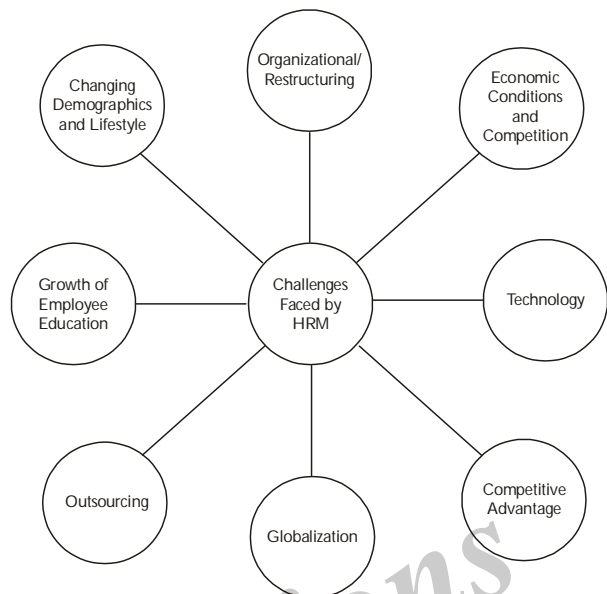 Organizational/
Restructuring
Changing
Demographics
and Lifestyle
Economic
Conditions
and
Competition
Growth of
Employee
Education
Challenges
Faced by
HRM
Technology
Outsourcing
Globalization
Competitive
Advantage